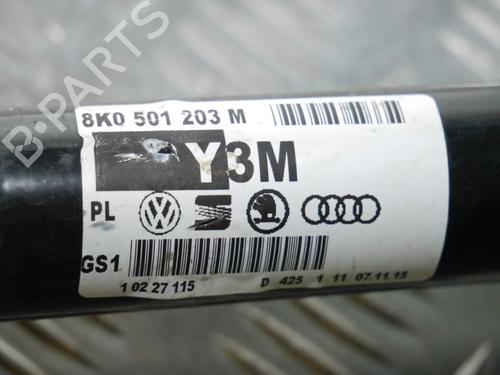 B-PARTS
8K0 501 203 M
Y3M
PL
GS1
1 02 27 115
D 425 1 11 07.11.15